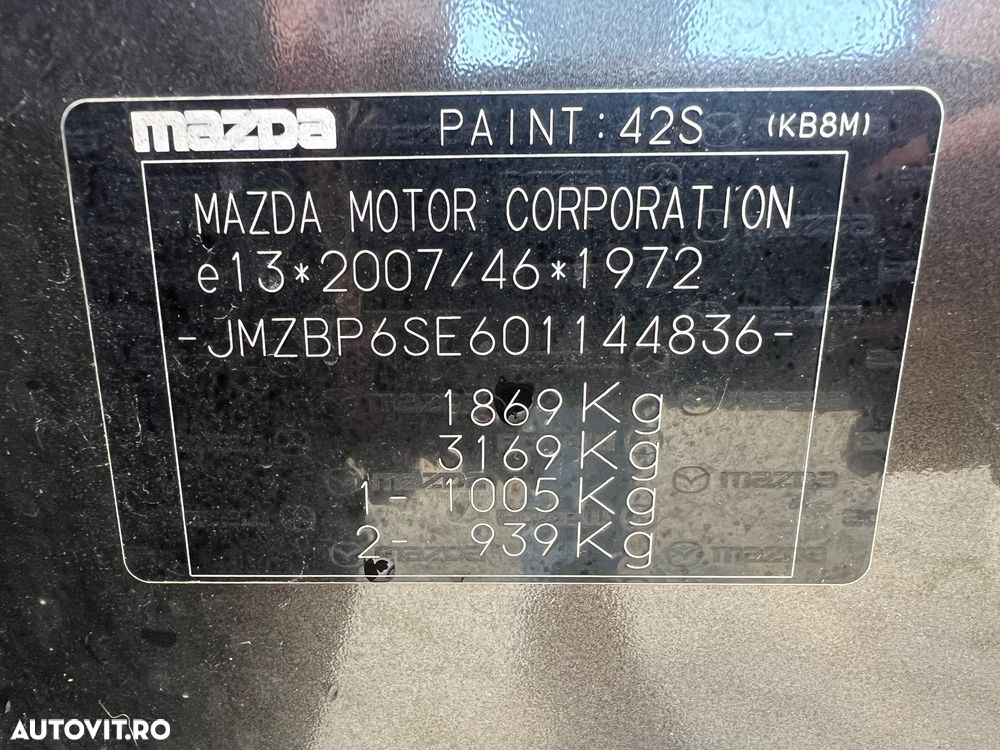 mazda PAINT:42S (KB8M)
MAZDA MOTOR CORPORATION
e13*2007/46*1972
-JMZBP6SE601144836-
1869Kg
3169Kg
1- 1005Kg
2- 939Kg
AUTOVIT.RO